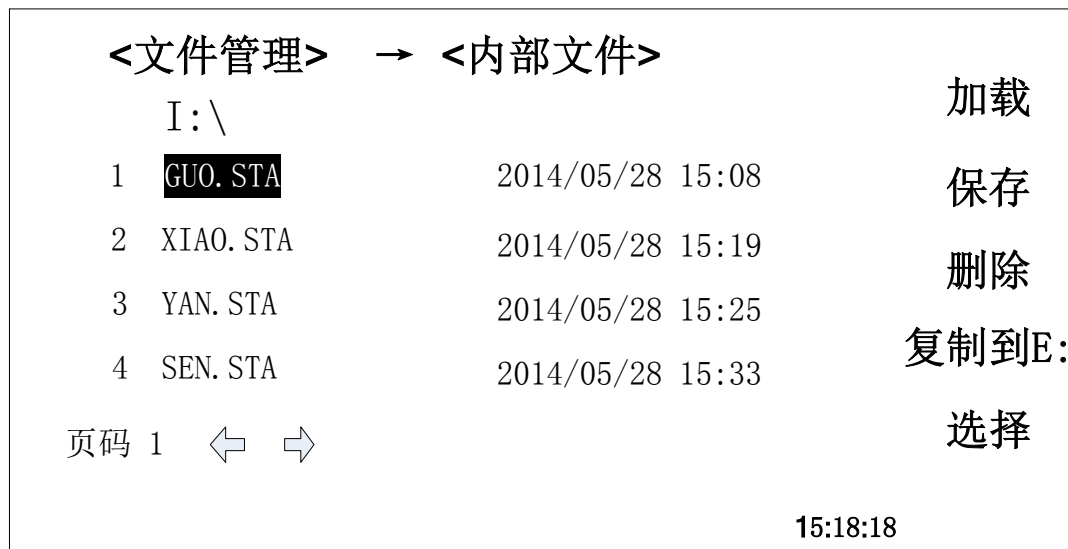 <文件管理> → <内部文件>
I:\
加载
1 GUO.STA 2014/05/28 15:08
保存
2 XIAO.STA 2014/05/28 15:19
删除
3 YAN.STA 2014/05/28 15:25
复制到E:
4 SEN.STA 2014/05/28 15:33
选择
页码 1
15:18:18